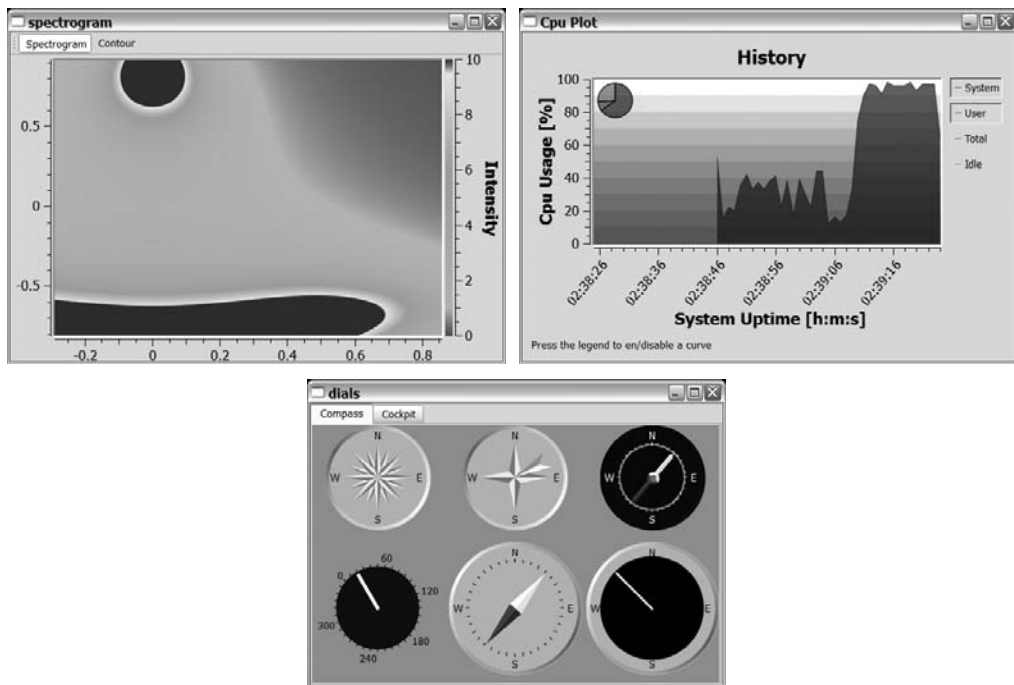 spectrogram
Spectrogram Contour
10
8
6
4
2
0
Intensity
0.5
0
-0.5
-0.2 0 0.2 0.4 0.6 0.8
Cpu Plot
History
Cpu Usage [%]
100
80
60
40
20
0
System
User
Total
Idle
02:38:26 02:38:36 02:38:46 02:38:56 02:39:06 02:39:16
System Uptime [h:m:s]
Press the legend to en/disable a curve
dials
Compass Cockpit
N
W E
S
N
W E
S
N
W E
S
0 60
120
180
240
300
N
W E
S
N
W E
S